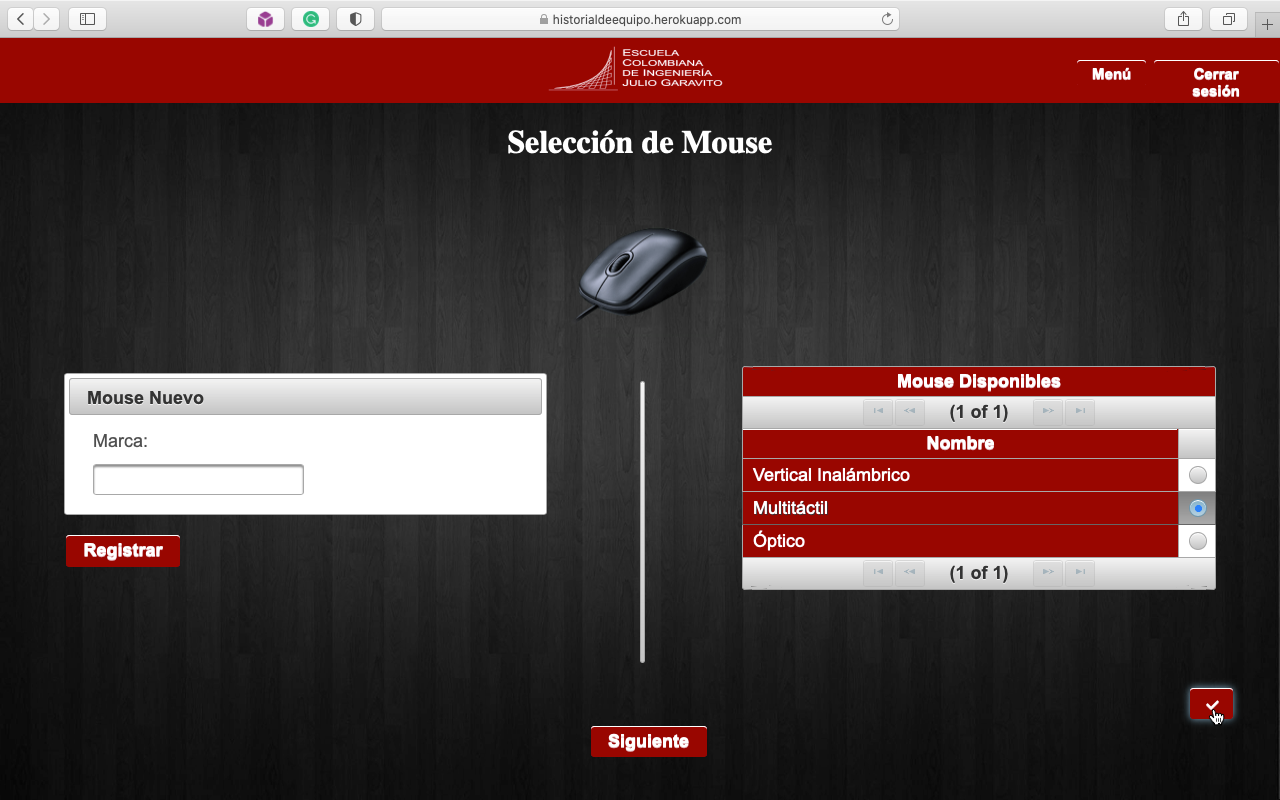 historialdeequipo.herokuapp.com
ESCUELA
COLOMBIANA
DE INGENIERÍA
JULIO GARAVITO
Menú
Cerrar
sesión
Selección de Mouse
Mouse Nuevo
Marca:
Registrar
Mouse Disponibles
(1 of 1)
Nombre
Vertical Inalámbrico
Multitáctil
Óptico
(1 of 1)
Siguiente